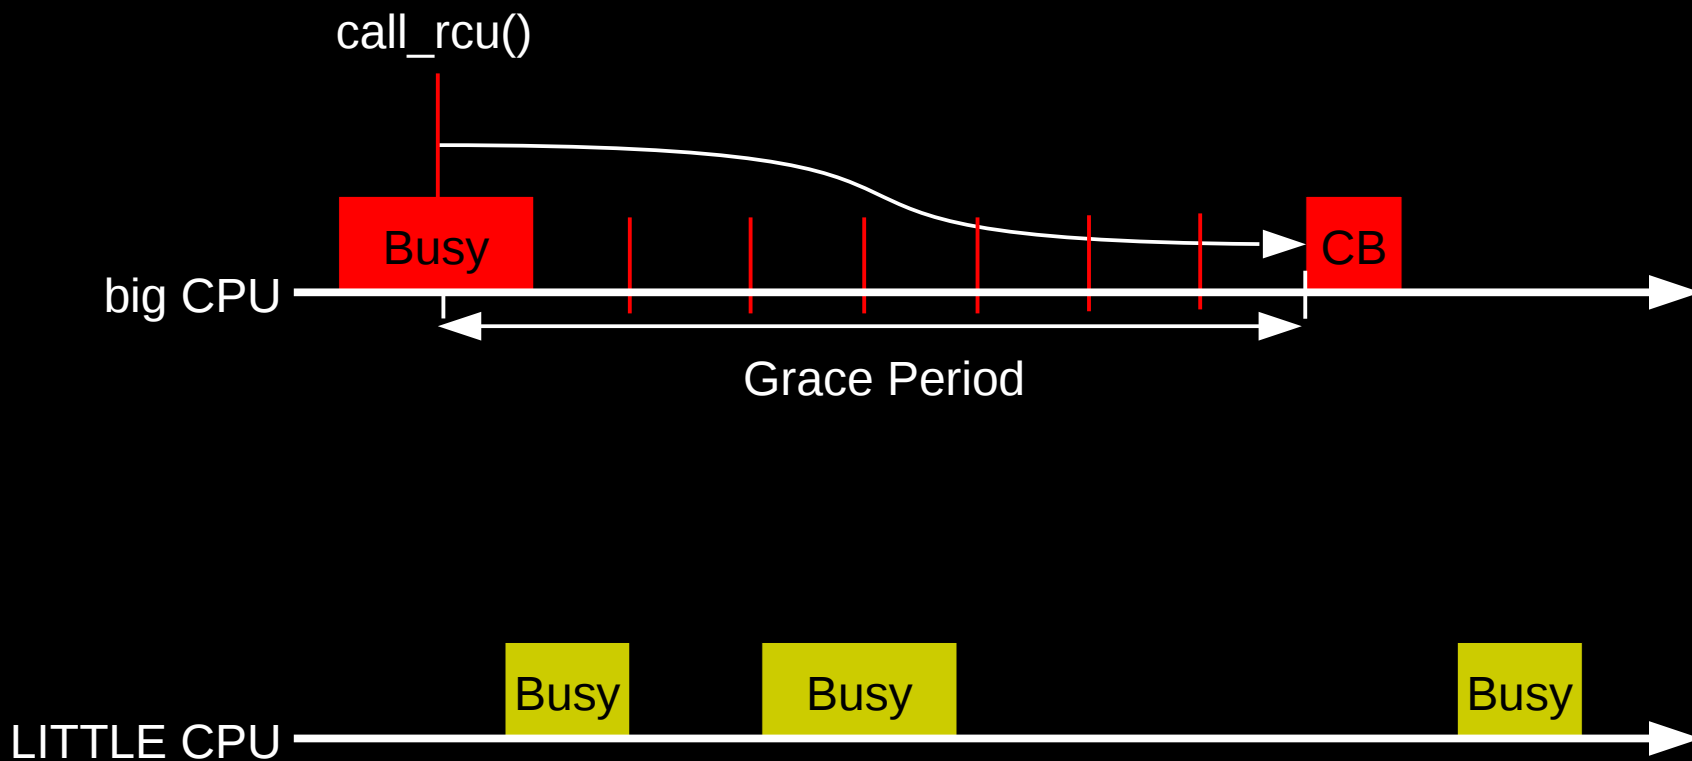 call_rcu()
Busy
CB
big CPU
Grace Period
Busy
Busy
Busy
LITTLE CPU